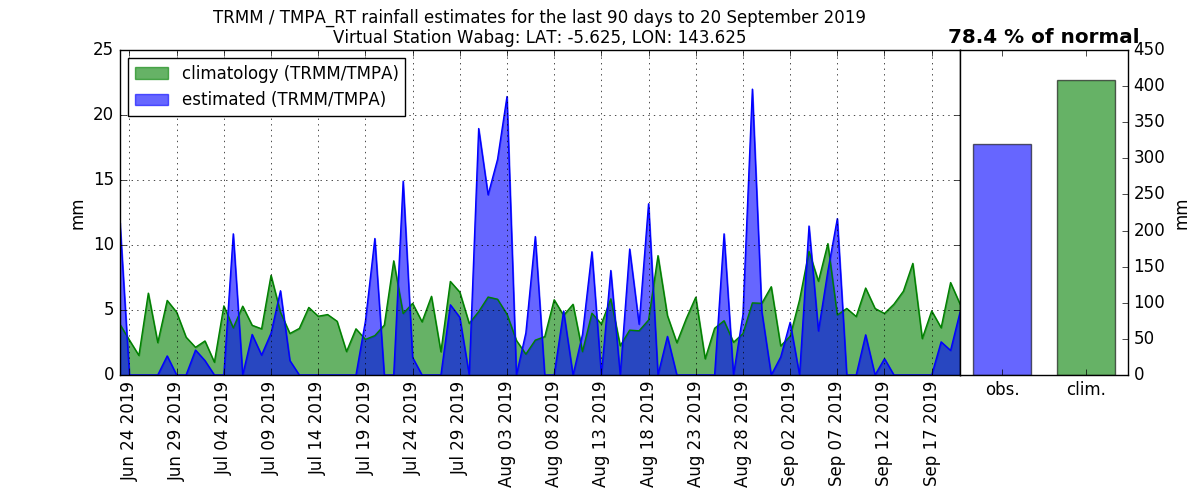 TRMM / TMPA_RT rainfall estimates for the last 90 days to 20 September 2019
Virtual Station Wabag: LAT: -5.625, LON: 143.625
78.4 % of normal
climatology (TRMM/TMPA)
estimated (TRMM/TMPA)
25
20
15
10
5
0
mm
450
400
350
300
250
200
150
100
50
0
mm
Jun 24 2019
Jun 29 2019
Jul 04 2019
Jul 09 2019
Jul 14 2019
Jul 19 2019
Jul 24 2019
Jul 29 2019
Aug 03 2019
Aug 08 2019
Aug 13 2019
Aug 18 2019
Aug 23 2019
Aug 28 2019
Sep 02 2019
Sep 07 2019
Sep 12 2019
Sep 17 2019
obs.
clim.